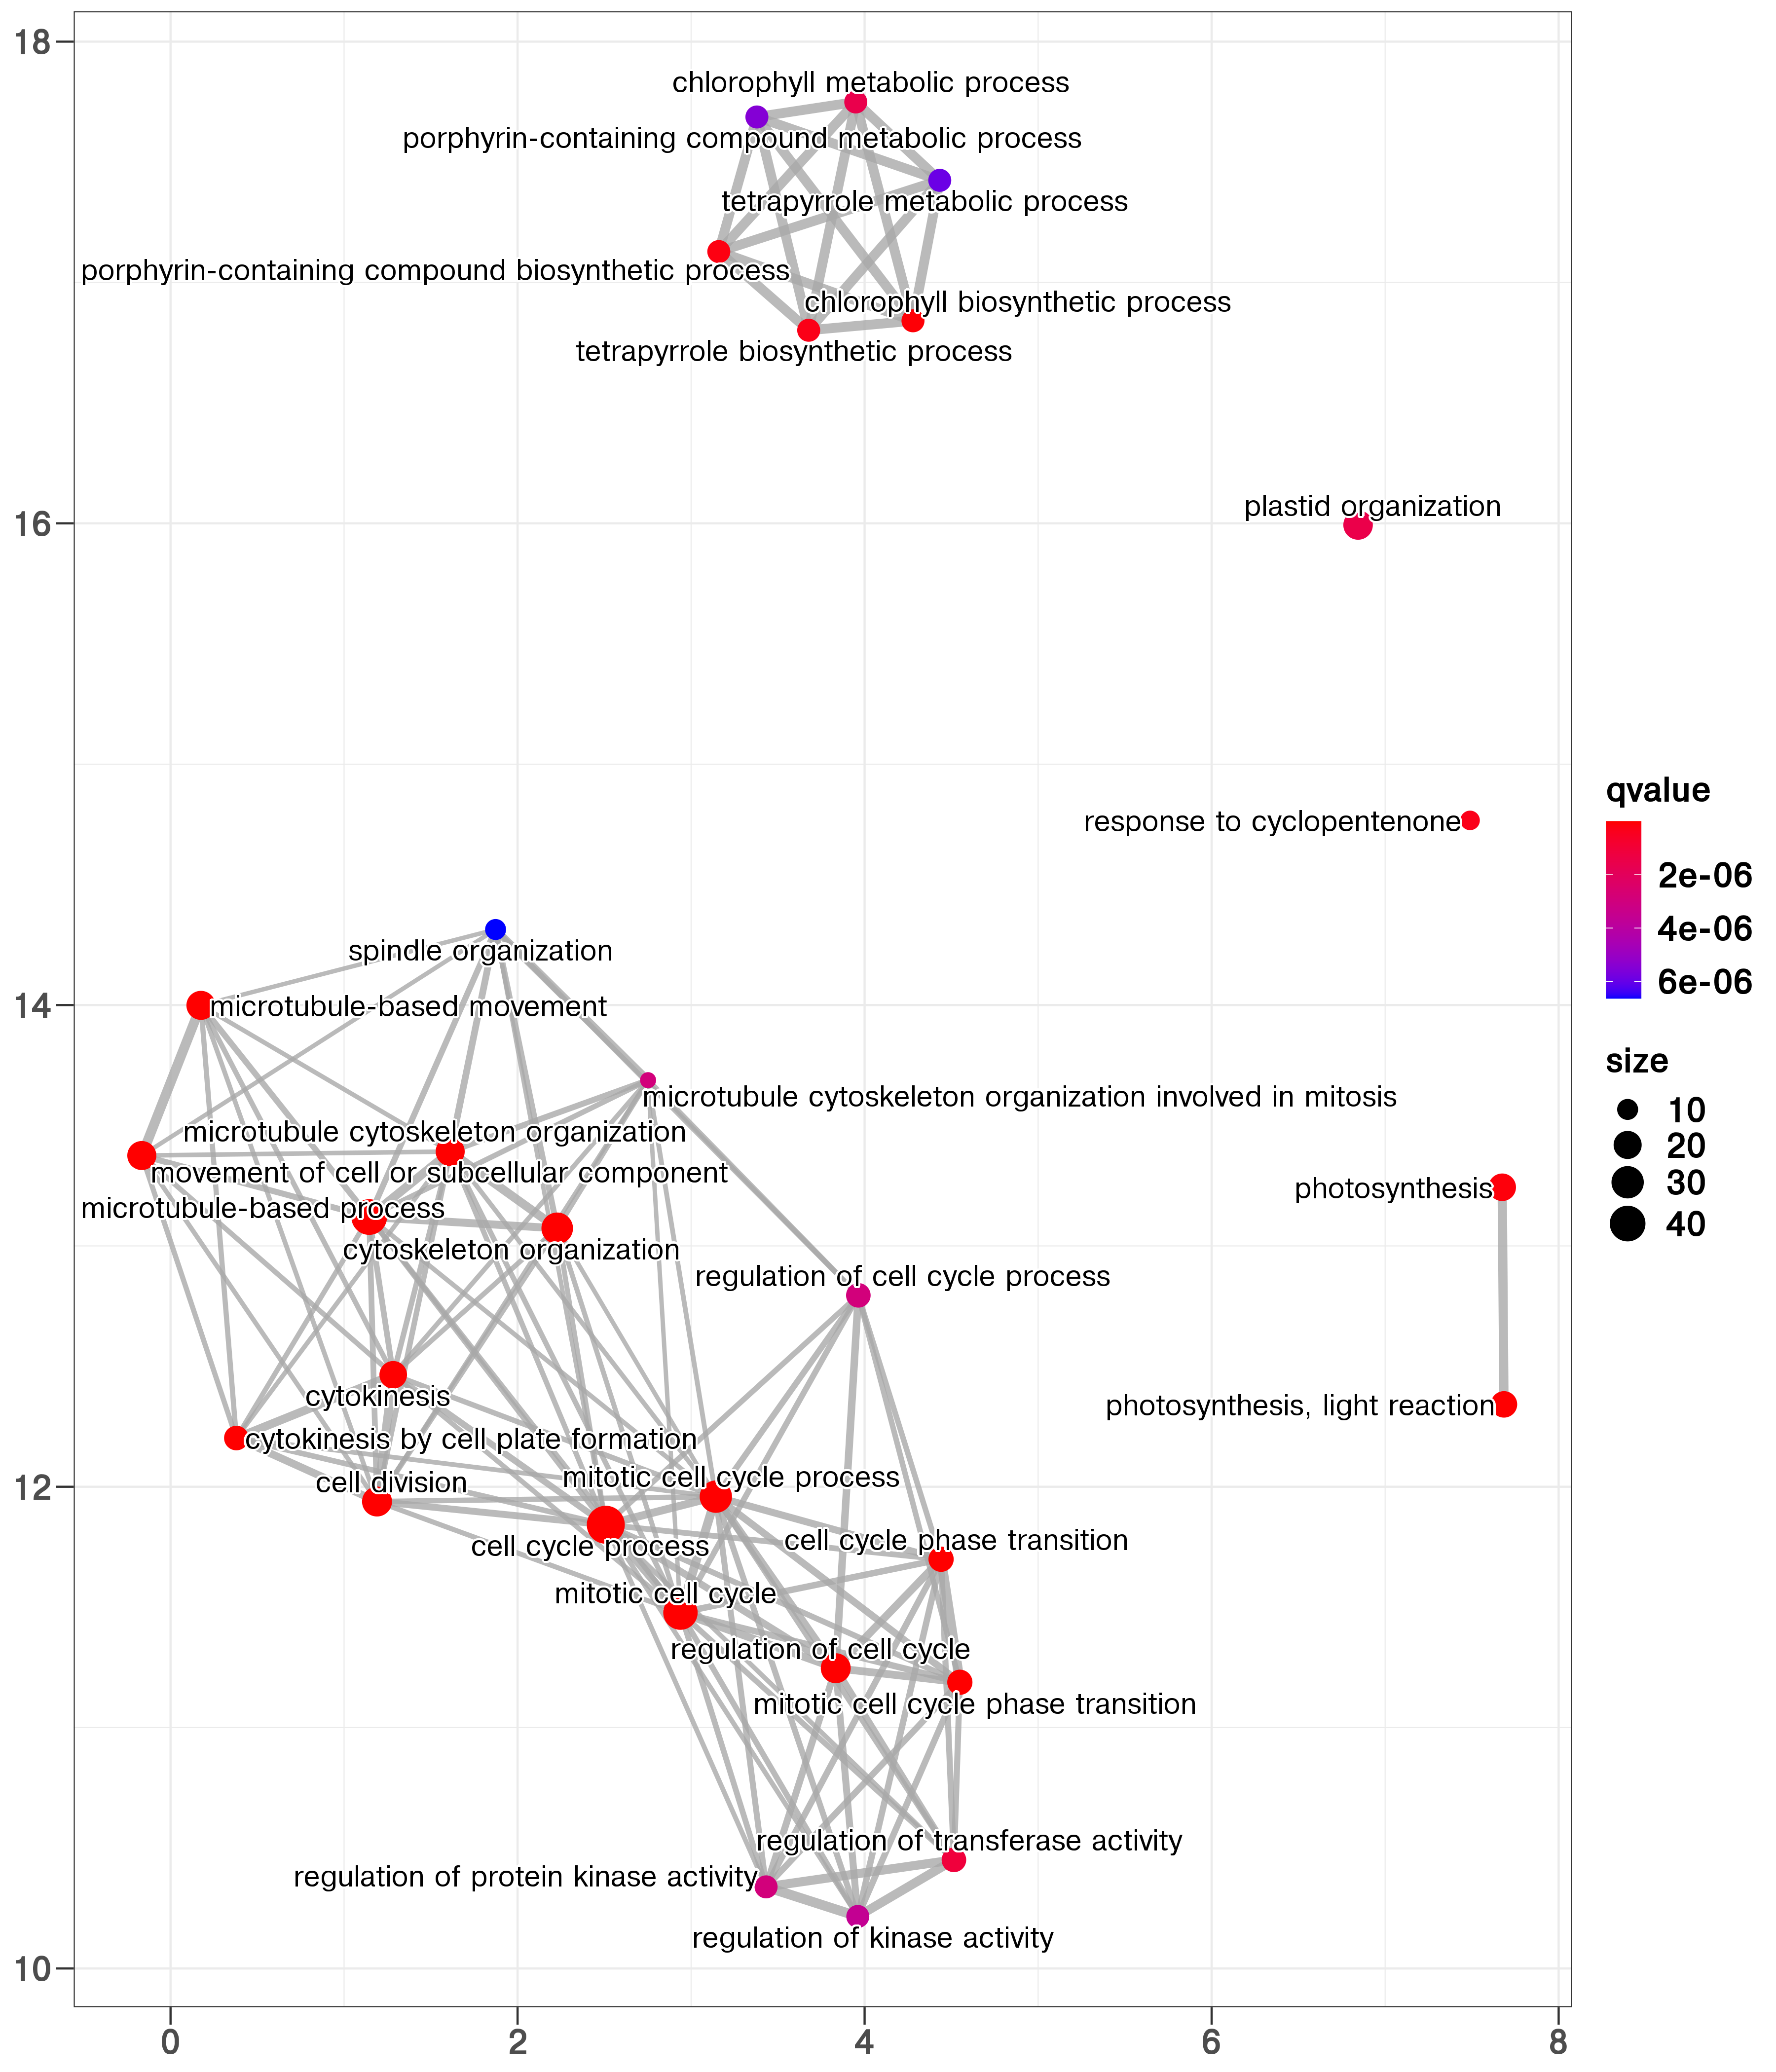 18
chlorophyll metabolic process
porphyrin-containing compound metabolic process
tetrapyrrole metabolic process
porphyrin-containing compound biosynthetic process
chlorophyll biosynthetic process
tetrapyrrole biosynthetic process
plastid organization
16
response to cyclopentenone
spindle organization
14
microtubule-based movement
microtubule cytoskeleton organization involved in mitosis
microtubule cytoskeleton organization
movement of cell or subcellular component
photosynthesis
microtubule-based process
cytoskeleton organization
regulation of cell cycle process
cytokinesis
photosynthesis, light reaction
cytokinesis by cell plate formation
mitotic cell cycle process
cell division
12
cell cycle phase transition
cell cycle process
mitotic cell cycle
regulation of cell cycle
mitotic cell cycle phase transition
regulation of transferase activity
regulation of protein kinase activity
regulation of kinase activity
10
0 2 4 6 8
qvalue
2e-06
4e-06
6e-06
size
10
20
30
40